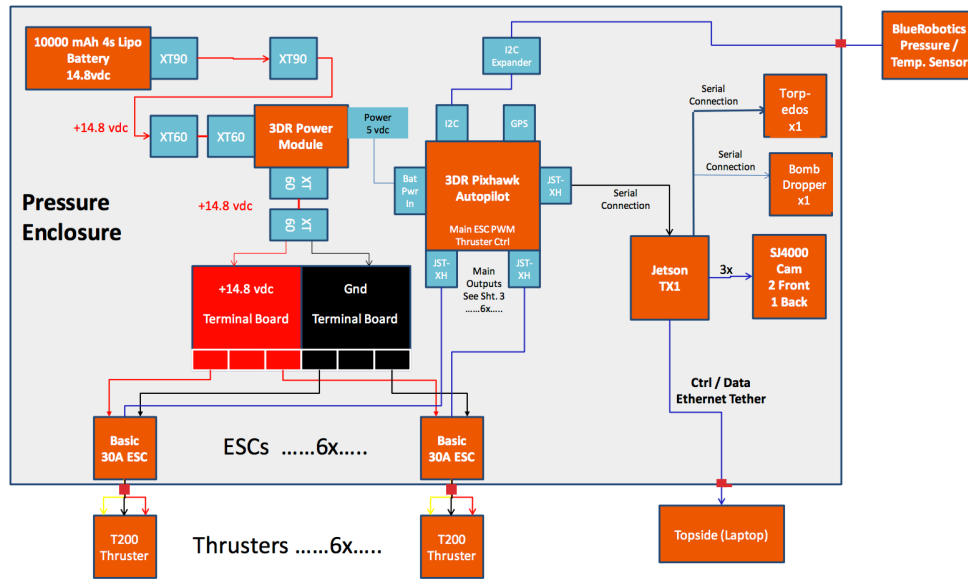 10000 mAh 4s Lipo
Battery
14.8vdc
XT90
XT90
+14.8 vdc
XT60
XT60
3DR Power
Module
Power
5 vdc
XT
60
+14.8 vdc
XT
60
Pressure
Enclosure
+14.8 vdc
Terminal Board
Gnd
Terminal Board
I2C
Expander
I2C
GPS
Bat
Pwr
In
3DR Pixhawk
Autopilot
Main ESC PWM
Thruster Ctrl
JST-
XH
JST-
XH
JST-
XH
Main
Outputs
See Sht. 3
......6x.....
Serial
Connection
BlueRobotics
Pressure /
Temp. Sensor
Serial
Connection
Torp-
edos
x1
Serial
Connection
Bomb
Dropper
x1
Jetson
TX1
3x
SJ4000
Cam
2 Front
1 Back
Ctrl / Data
Ethernet Tether
Basic
30A ESC
ESCs ......6x.....
Basic
30A ESC
T200
Thruster
Thrusters ......6x.....
T200
Thruster
Topside (Laptop)